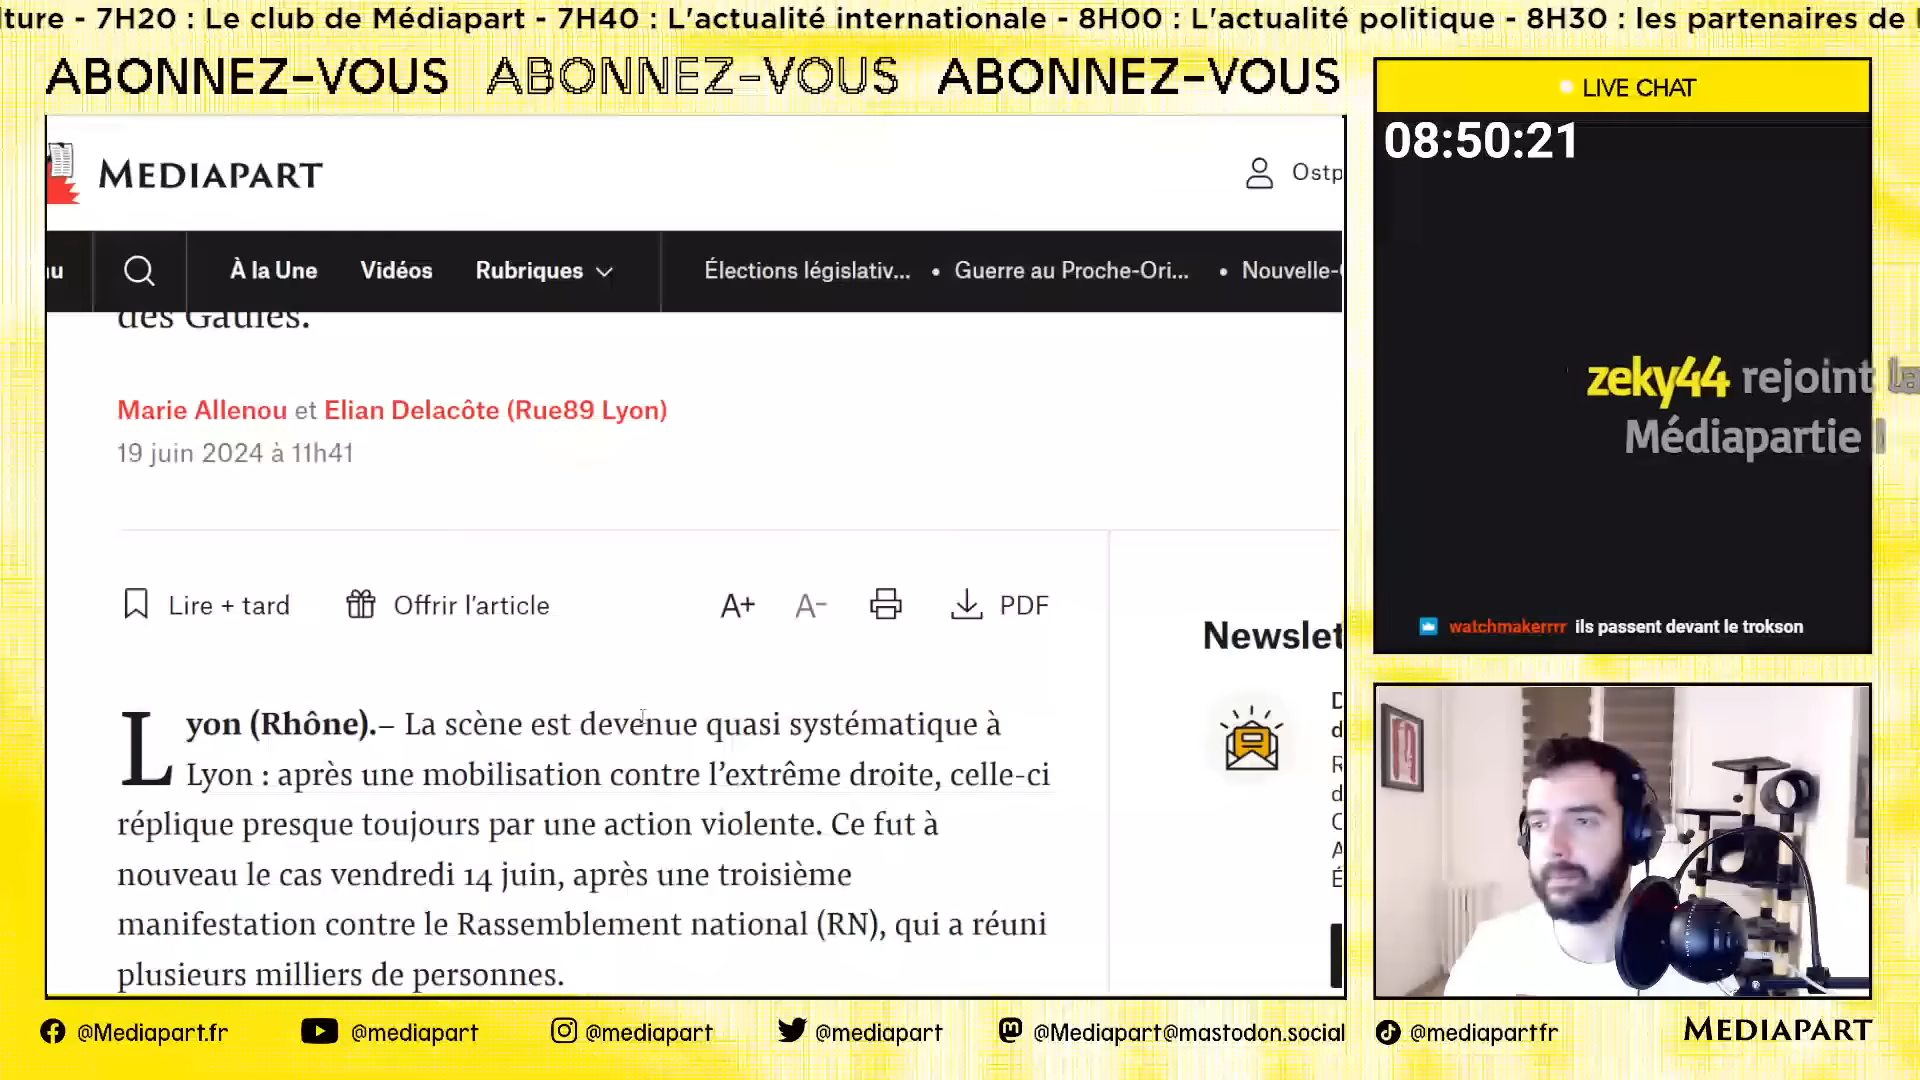 lture - 7H20 : Le club de Médiapart - 7H40 : L'actualité internationale - 8H00 : L'actualité politique - 8H30 : les partenaires de
ABONNEZ-VOUS ABONNEZ-VOUS ABONNEZ-VOUS
LIVE CHAT
08:50:21
MEDIAPART
Ostp
nu
À la Une
Vidéos
Rubriques
Élections législativ... • Guerre au Proche-Ori... • Nouvelle-
des Gaules.
Marie Allenou et Elian Delacôte (Rue89 Lyon)
19 juin 2024 à 11h41
Lire + tard
Offrir l'article
A+
A-
PDF
Newslet
D
d
R
d
C
A
É
Lyon (Rhône).– La scène est devenue quasi systématique à
Lyon : après une mobilisation contre l'extrême droite, celle-ci
réplique presque toujours par une action violente. Ce fut à
nouveau le cas vendredi 14 juin, après une troisième
manifestation contre le Rassemblement national (RN), qui a réuni
plusieurs milliers de personnes.
zeky44 rejoint la
Médiapartie !
watchmakerrrr ils passent devant le trokson
@Mediapart.fr
@mediapart
@mediapart
@mediapart
@Mediapart@mastodon.social
@mediapartfr
MEDIAPART